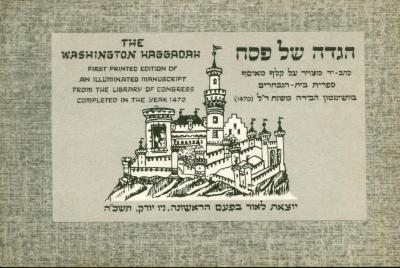 THE
WASHINGTON HAGGADAH
FIRST PRINTED EDITION OF
AN ILLUMINATED MANUSCRIPT
FROM THE LIBRARY OF CONGRESS
COMPLETED IN THE YEAR 1470
הגדה של פסח
כתב-יד מצויר על קלף מאוסף
ספרית בית-הנבחרים
בוושינגטון הבירה משנת ר"ל (1470)
יוצאת לאור בפעם הראשונה, ניו יורק, תשכ"ה